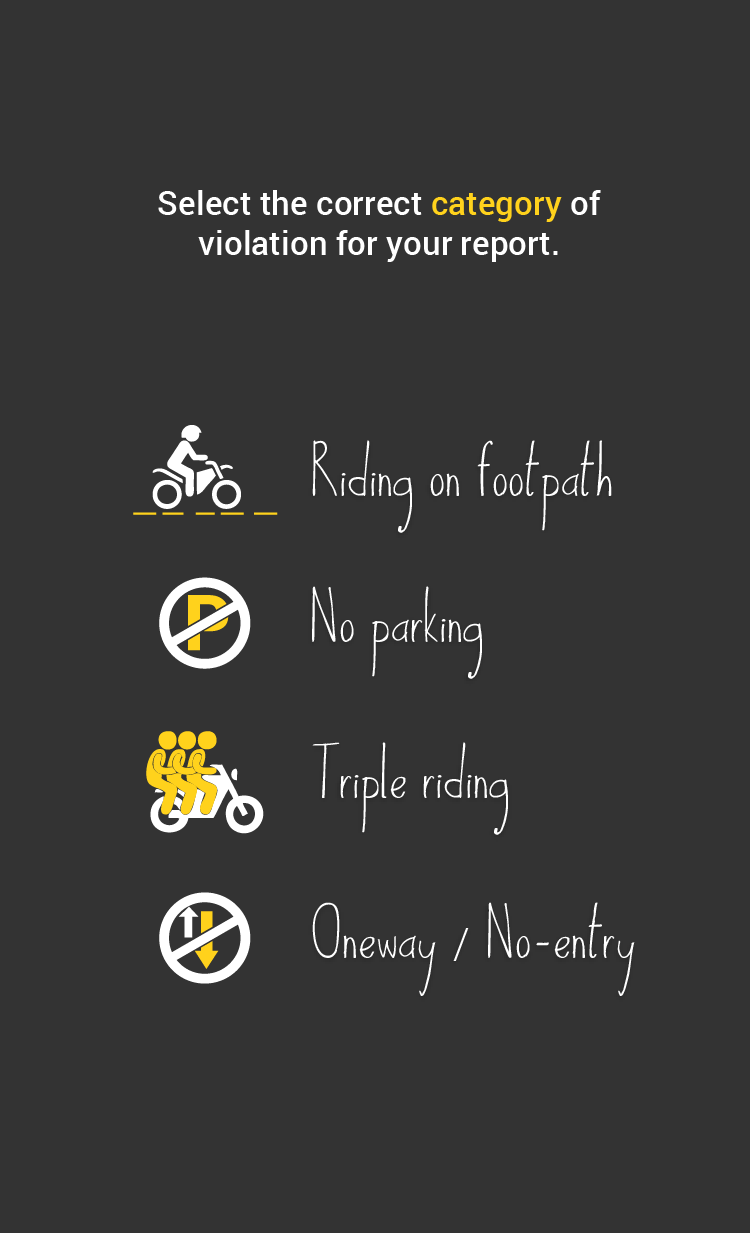 Select the correct category of
violation for your report.
Riding on footpath
P
No parking
Triple riding
Oneway / No-entry